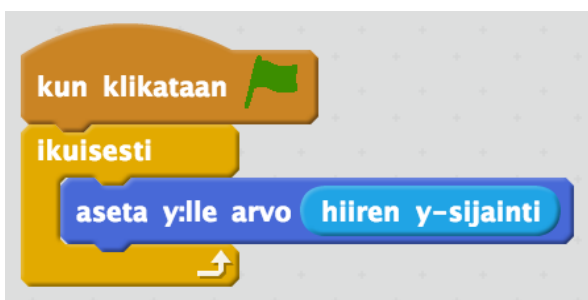 kun klikataan
ikuisesti
aseta y:lle arvo hiiren y-sijainti